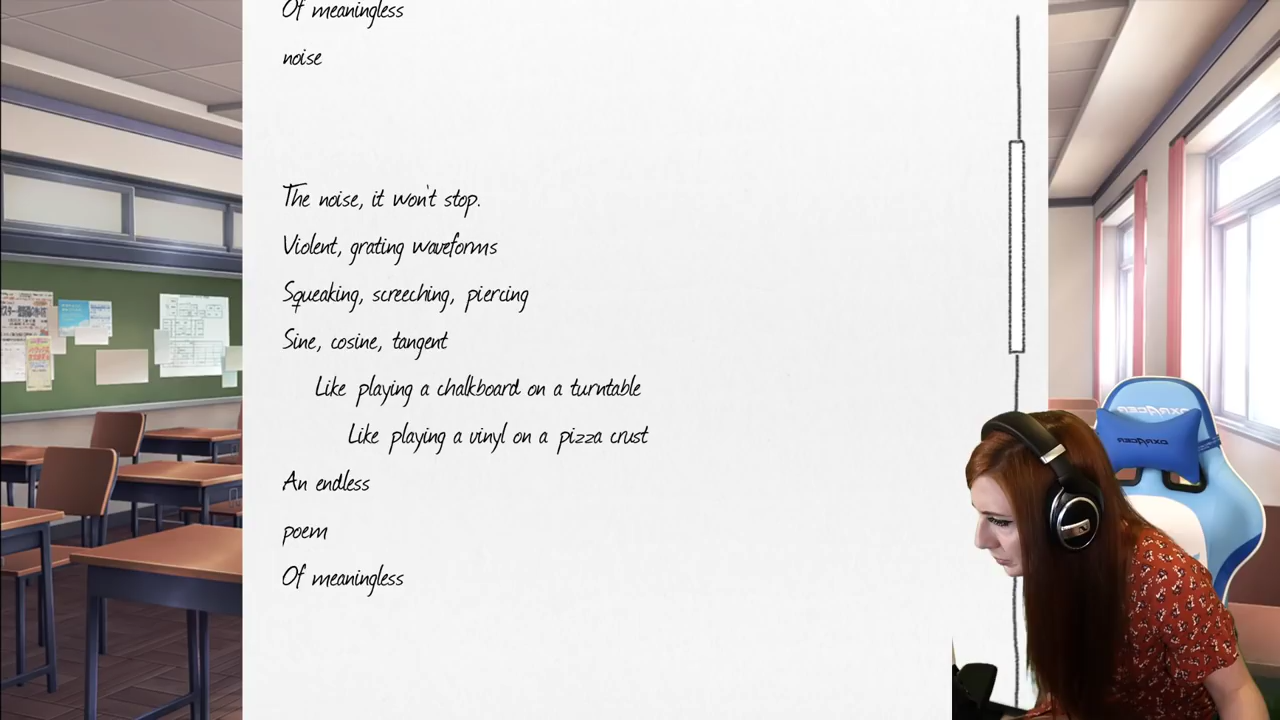 Of meaningless
noise
The noise, it won't stop.
Violent, grating waveforms
Squeaking, screeching, piercing
Sine, cosine, tangent
Like playing a chalkboard on a turntable
Like playing a vinyl on a pizza crust
An endless
poem
Of meaningless